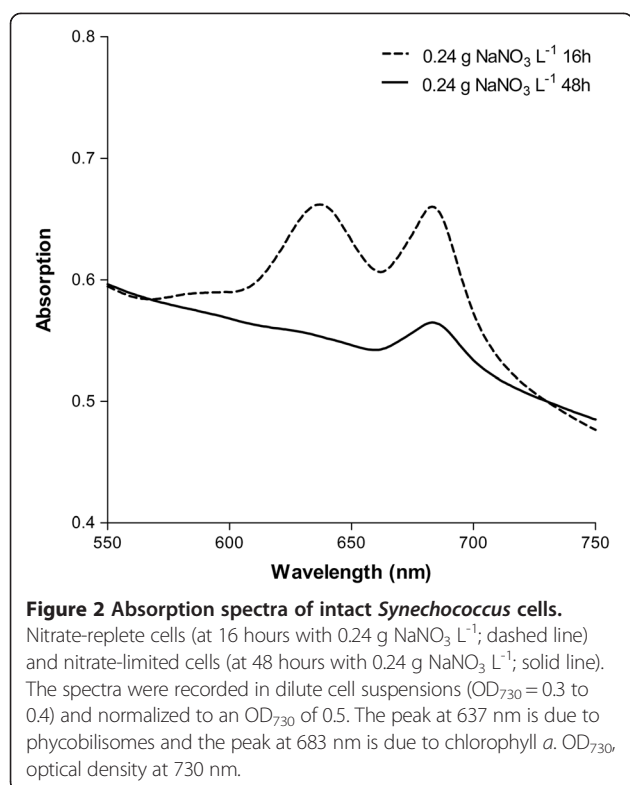 0.8
0.24 g NaNO₃ L⁻¹ 16h
0.24 g NaNO₃ L⁻¹ 48h
0.7
0.6
0.5
0.4
Absorption
550 600 650 700 750
Wavelength (nm)
Figure 2 Absorption spectra of intact Synechococcus cells.
Nitrate-replete cells (at 16 hours with 0.24 g NaNO₃ L⁻¹; dashed line)
and nitrate-limited cells (at 48 hours with 0.24 g NaNO₃ L⁻¹; solid line).
The spectra were recorded in dilute cell suspensions (OD₇₃₀ = 0.3 to
0.4) and normalized to an OD₇₃₀ of 0.5. The peak at 637 nm is due to
phycobilisomes and the peak at 683 nm is due to chlorophyll a. OD₇₃₀,
optical density at 730 nm.